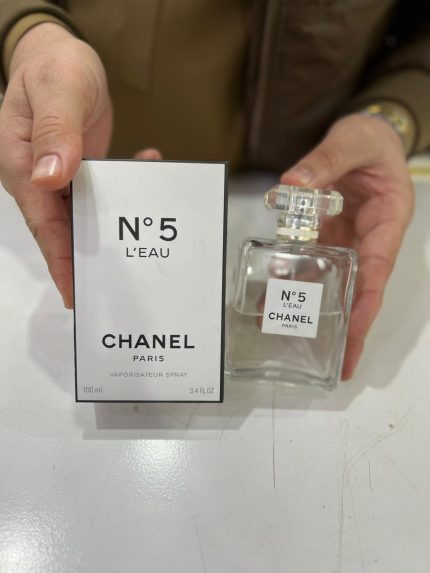 N°5
L'EAU
CHANEL
PARIS
VAPORISATEUR SPRAY
100 ml 3.4 FL.OZ
N°5
L'EAU
CHANEL
PARIS